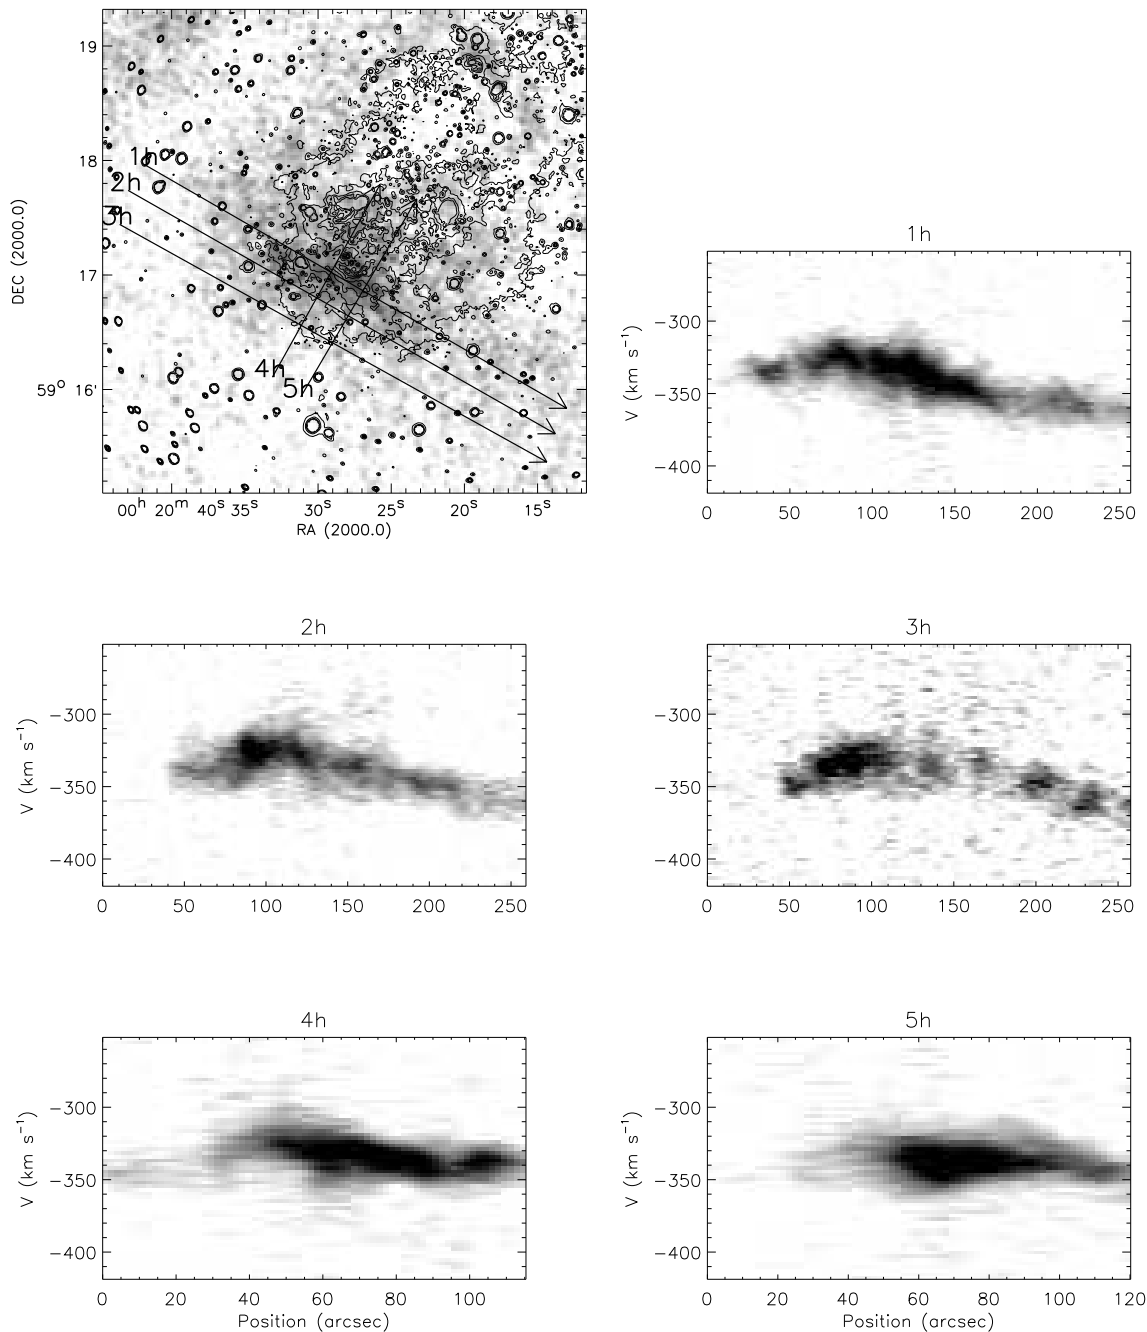 19
18
17
59° 16'
DEC (2000.0)
1h
2h
3h
4h
5h
00ʰ 20ᵐ 40ˢ 35ˢ 30ˢ 25ˢ 20ˢ 15ˢ
RA (2000.0)
1h
−300
−350
−400
V (km s⁻¹)
0 50 100 150 200 250
2h
−300
−350
−400
V (km s⁻¹)
0 50 100 150 200 250
3h
−300
−350
−400
V (km s⁻¹)
0 50 100 150 200 250
4h
−300
−350
−400
V (km s⁻¹)
0 20 40 60 80 100
Position (arcsec)
5h
−300
−350
−400
V (km s⁻¹)
0 20 40 60 80 100 120
Position (arcsec)